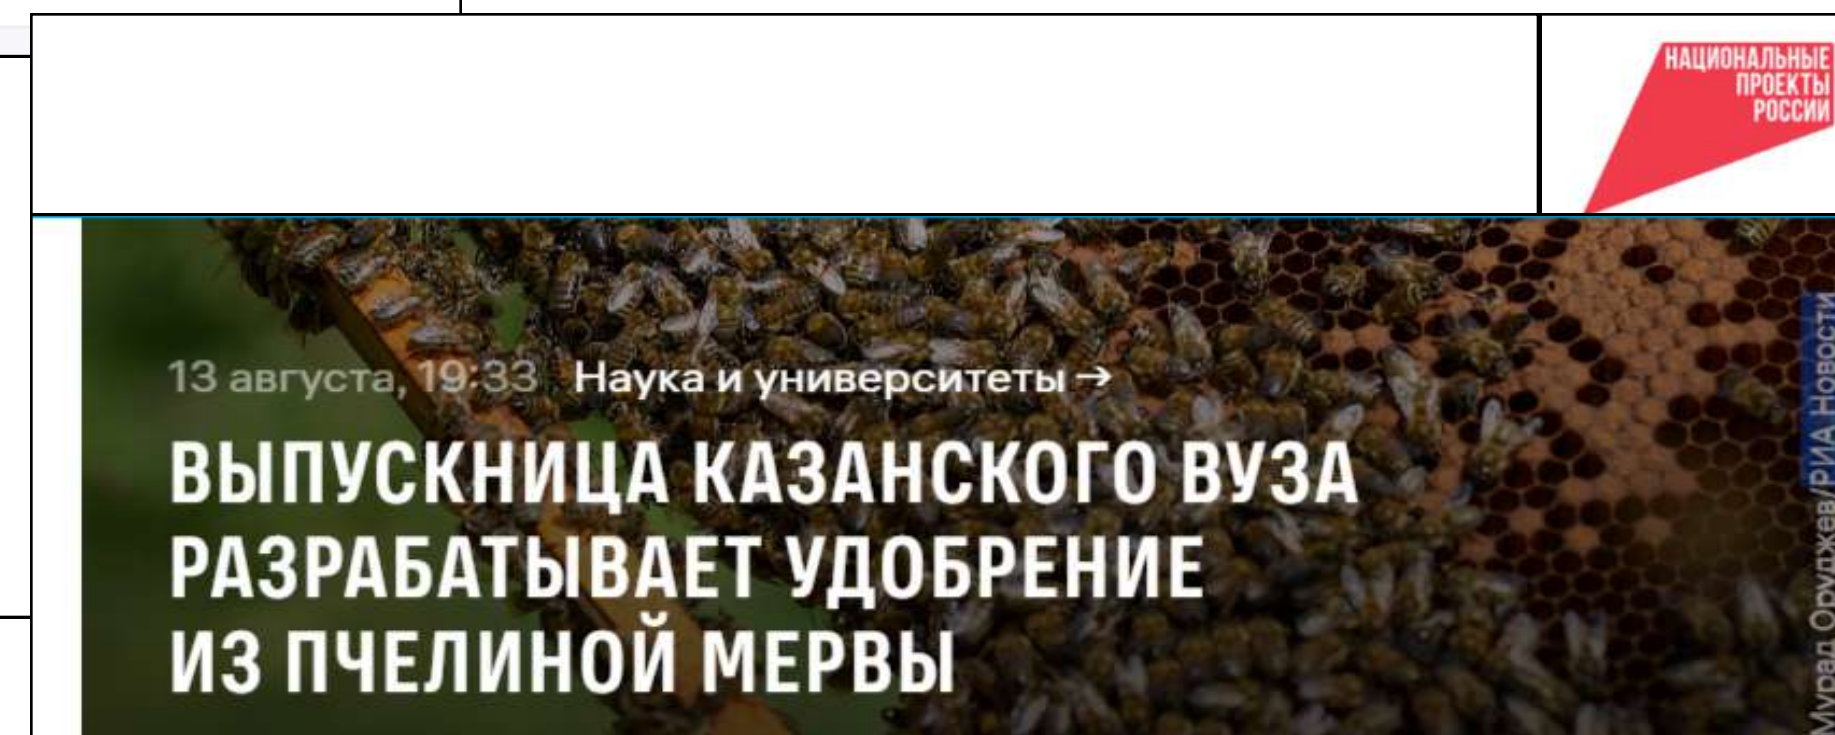 НАЦИОНАЛЬНЫЕ
ПРОЕКТЫ
РОССИИ
13 августа, 19:33 Наука и университеты →
ВЫПУСКНИЦА КАЗАНСКОГО ВУЗА
РАЗРАБАТЫВАЕТ УДОБРЕНИЕ
ИЗ ПЧЕЛИНОЙ МЕРВЫ
Мурад Оруджев/РИА Новости